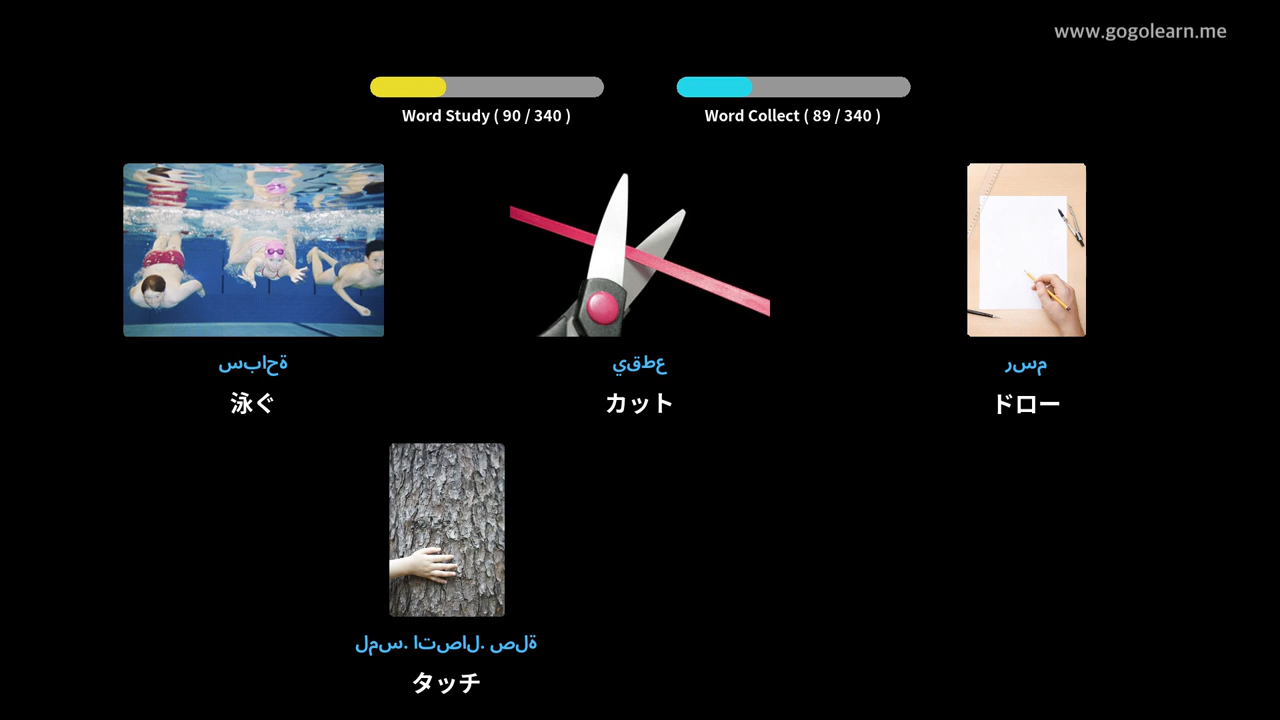 www.gogolearn.me
Word Study ( 90 / 340 )
Word Collect ( 89 / 340 )
سباحة
泳ぐ
يقطع
カット
رسم
ドロー
لمس. اتصال. صلة
タッチ